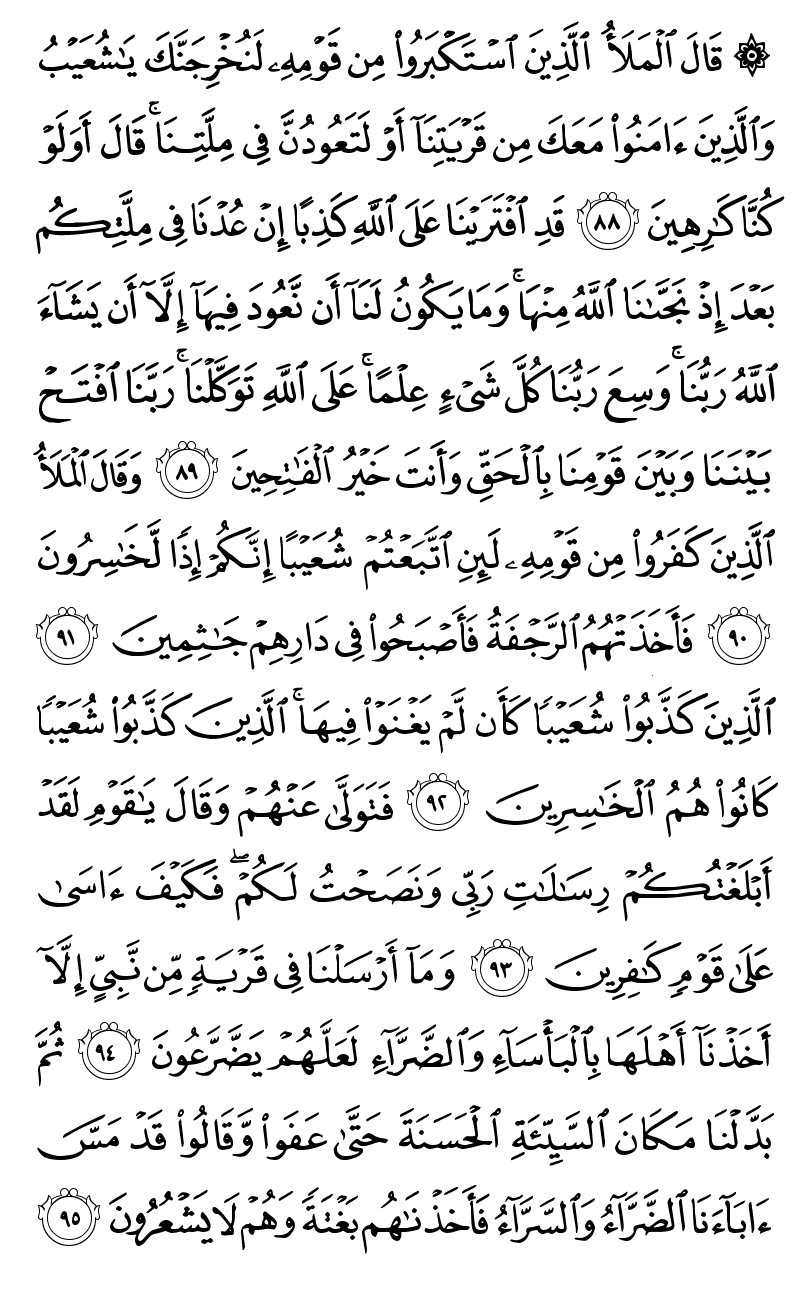 ۞ قَالَ ٱلْمَلَأُ ٱلَّذِينَ ٱسْتَكْبَرُوا۟ مِن قَوْمِهِۦ لَنُخْرِجَنَّكَ يَـٰشُعَيْبُ
وَٱلَّذِينَ ءَامَنُوا۟ مَعَكَ مِن قَرْيَتِنَآ أَوْ لَتَعُودُنَّ فِى مِلَّتِنَا ۚ قَالَ أَوَلَوْ
كُنَّا كَـٰرِهِينَ ٨٨ قَدِ ٱفْتَرَيْنَا عَلَى ٱللَّهِ كَذِبًا إِنْ عُدْنَا فِى مِلَّتِكُم
بَعْدَ إِذْ نَجَّىٰنَا ٱللَّهُ مِنْهَا ۚ وَمَا يَكُونُ لَنَآ أَن نَّعُودَ فِيهَآ إِلَّآ أَن يَشَآءَ
ٱللَّهُ رَبُّنَا ۚ وَسِعَ رَبُّنَا كُلَّ شَىْءٍ عِلْمًا ۚ عَلَى ٱللَّهِ تَوَكَّلْنَا ۚ رَبَّنَا ٱفْتَحْ
بَيْنَنَا وَبَيْنَ قَوْمِنَا بِٱلْحَقِّ وَأَنتَ خَيْرُ ٱلْفَـٰتِحِينَ ٨٩ وَقَالَ ٱلْمَلَأُ
ٱلَّذِينَ كَفَرُوا۟ مِن قَوْمِهِۦ لَئِنِ ٱتَّبَعْتُمْ شُعَيْبًا إِنَّكُمْ إِذًا لَّخَـٰسِرُونَ
٩٠ فَأَخَذَتْهُمُ ٱلرَّجْفَةُ فَأَصْبَحُوا۟ فِى دَارِهِمْ جَـٰثِمِينَ ٩١
ٱلَّذِينَ كَذَّبُوا۟ شُعَيْبًا كَأَن لَّمْ يَغْنَوْا۟ فِيهَا ۚ ٱلَّذِينَ كَذَّبُوا۟ شُعَيْبًا
كَانُوا۟ هُمُ ٱلْخَـٰسِرِينَ ٩٢ فَتَوَلَّىٰ عَنْهُمْ وَقَالَ يَـٰقَوْمِ لَقَدْ
أَبْلَغْتُكُمْ رِسَـٰلَـٰتِ رَبِّى وَنَصَحْتُ لَكُمْ ۖ فَكَيْفَ ءَاسَىٰ
عَلَىٰ قَوْمٍ كَـٰفِرِينَ ٩٣ وَمَآ أَرْسَلْنَا فِى قَرْيَةٍ مِّن نَّبِىٍّ إِلَّآ
أَخَذْنَآ أَهْلَهَا بِٱلْبَأْسَآءِ وَٱلضَّرَّآءِ لَعَلَّهُمْ يَضَّرَّعُونَ ٩٤ ثُمَّ
بَدَّلْنَا مَكَانَ ٱلسَّيِّئَةِ ٱلْحَسَنَةَ حَتَّىٰ عَفَوا۟ وَّقَالُوا۟ قَدْ مَسَّ
ءَابَآءَنَا ٱلضَّرَّآءُ وَٱلسَّرَّآءُ فَأَخَذْنَـٰهُم بَغْتَةً وَهُمْ لَا يَشْعُرُونَ ٩٥